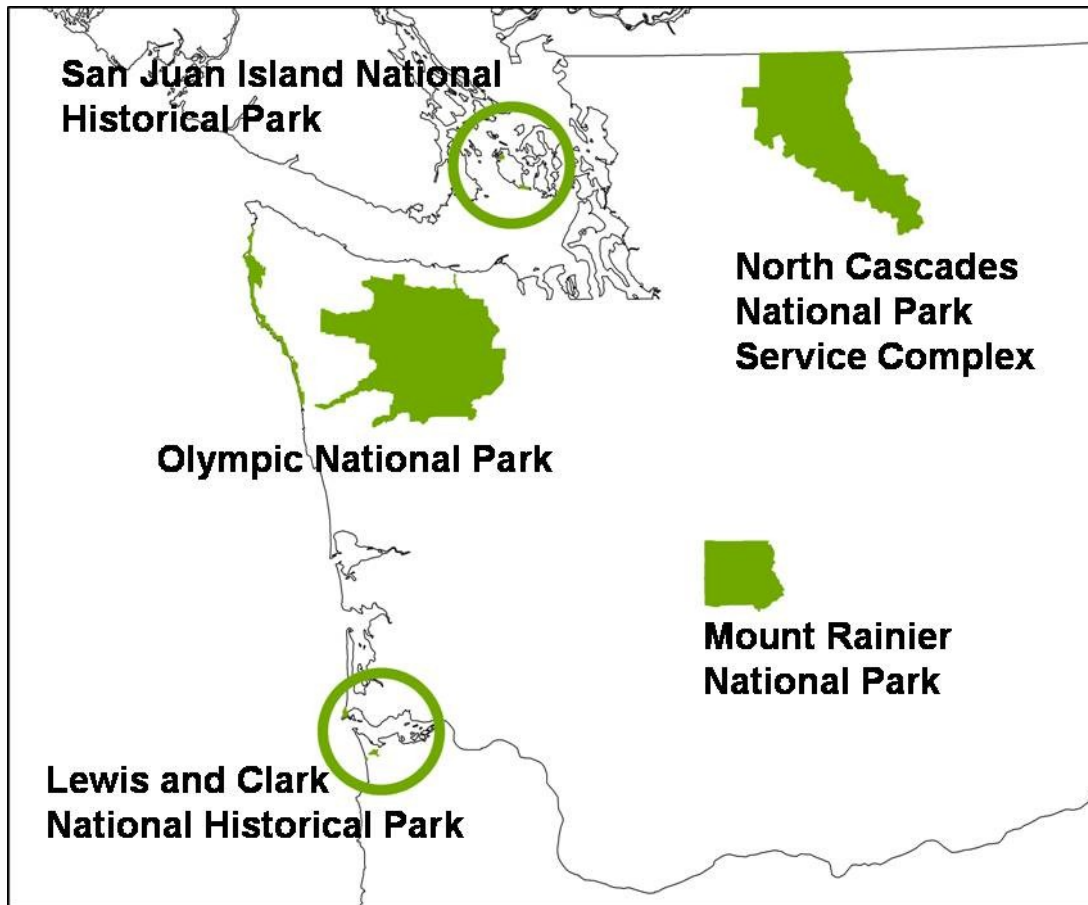 San Juan Island National
Historical Park
North Cascades
National Park
Service Complex
Olympic National Park
Mount Rainier
National Park
Lewis and Clark
National Historical Park